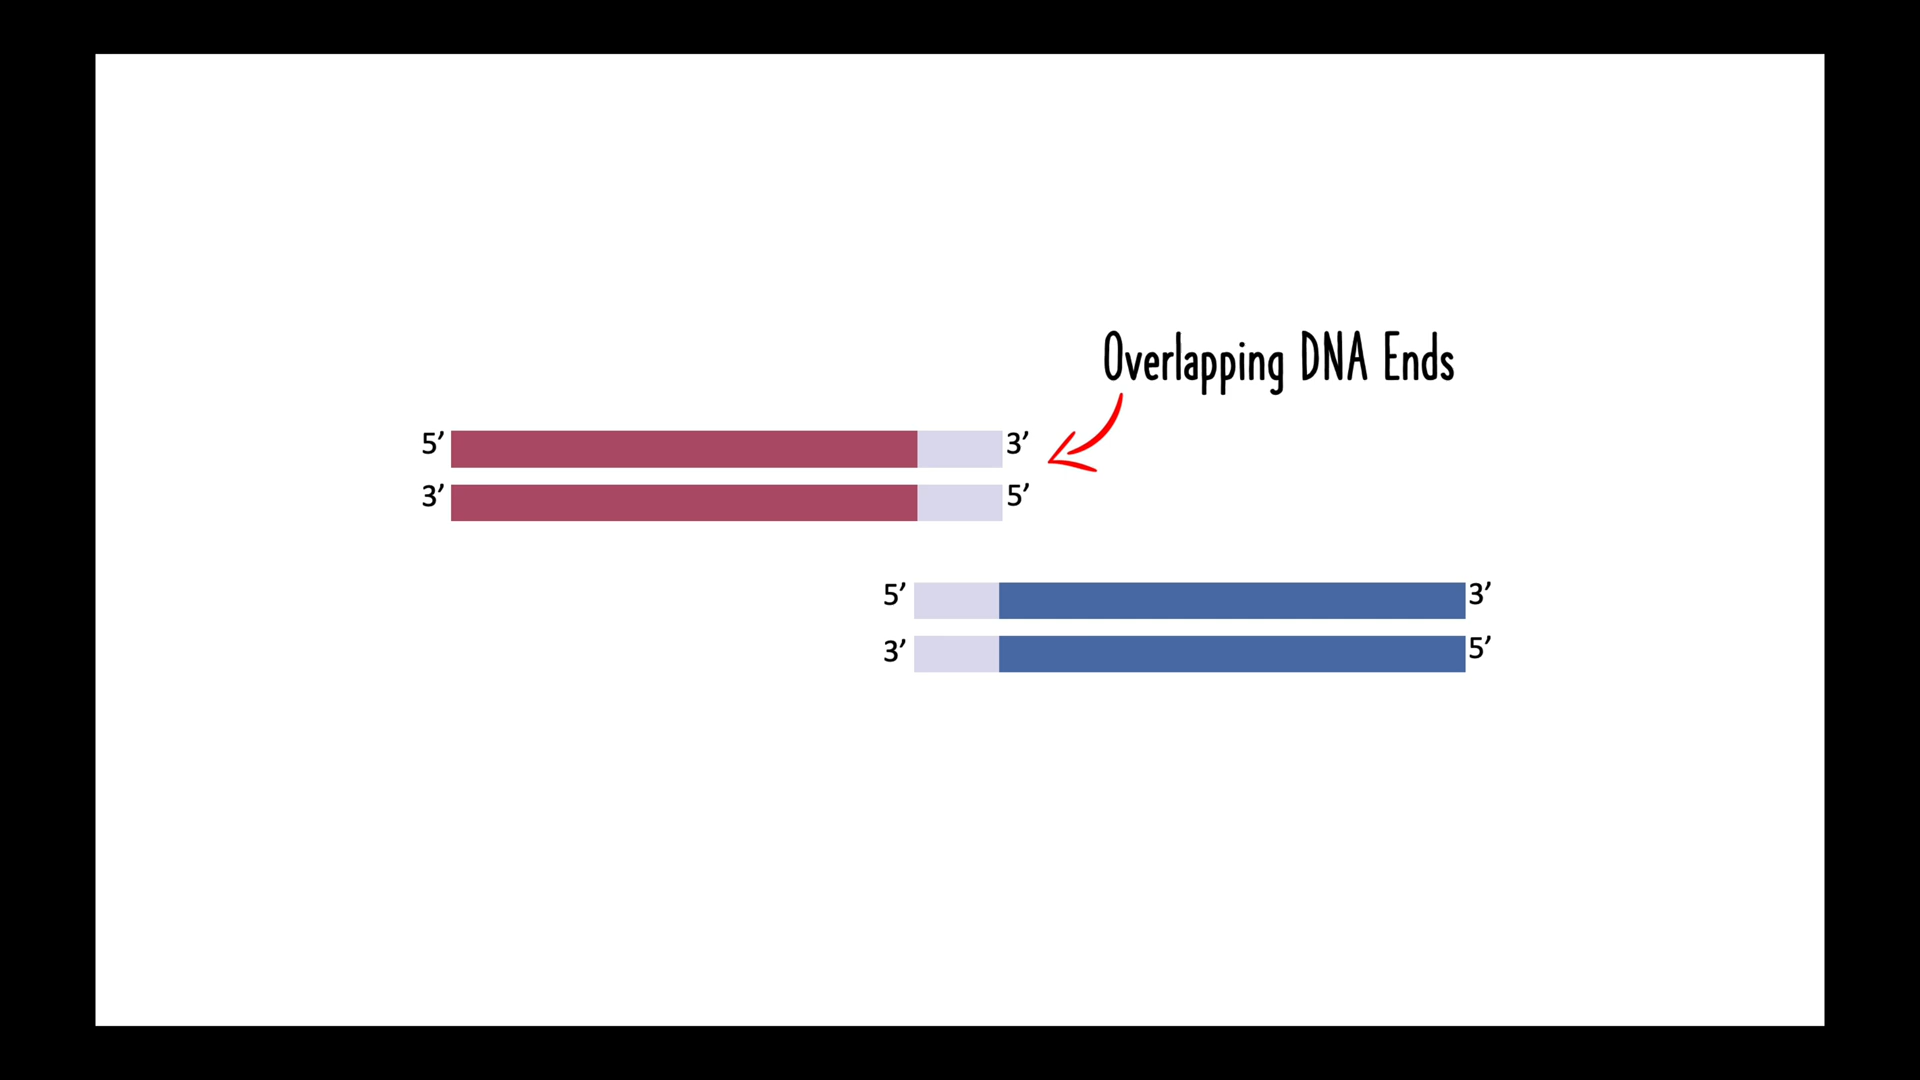 Overlapping DNA Ends
5’ 3’
3’ 5’
5’ 3’
3’ 5’